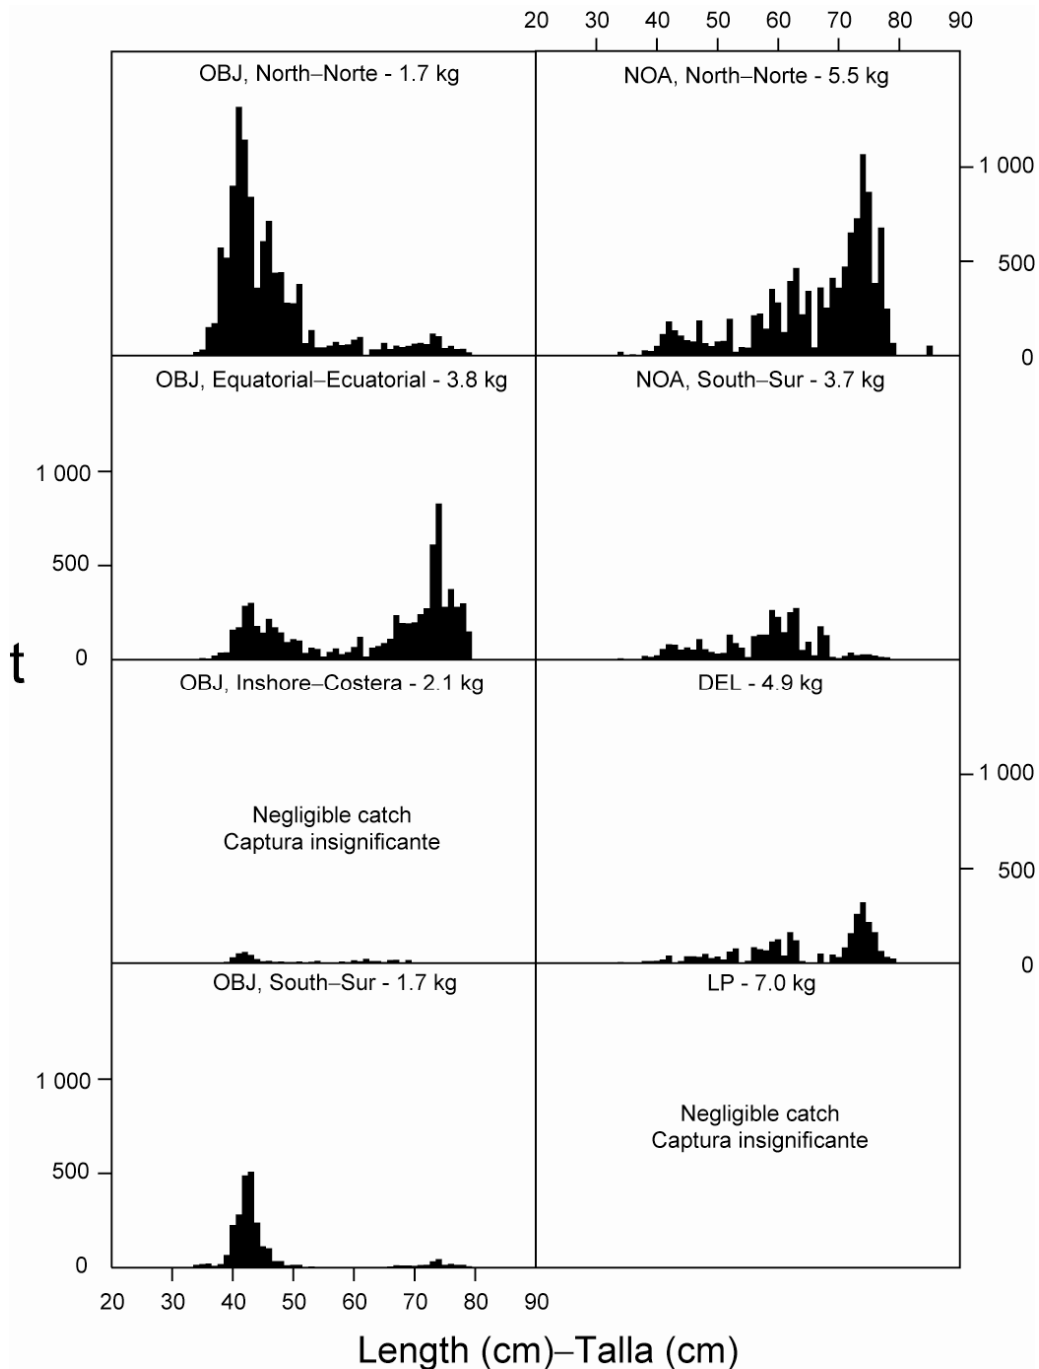 20 30 40 50 60 70 80 90
OBJ, North–Norte - 1.7 kg
NOA, North–Norte - 5.5 kg
1 000
500
0
OBJ, Equatorial–Ecuatorial - 3.8 kg
NOA, South–Sur - 3.7 kg
1 000
500
0
t
OBJ, Inshore–Costera - 2.1 kg
DEL - 4.9 kg
Negligible catch
Captura insignificante
1 000
500
0
OBJ, South–Sur - 1.7 kg
LP - 7.0 kg
1 000
500
0
Negligible catch
Captura insignificante
20 30 40 50 60 70 80 90
Length (cm)–Talla (cm)